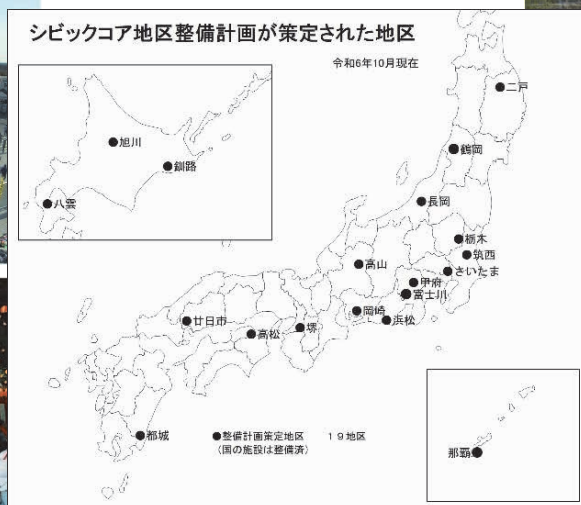 シビックコア地区整備計画が策定された地区
令和6年10月現在
旭川
釧路
八雲
二戸
鶴岡
長岡
栃木
筑西
さいたま
高山
甲府
富士川
岡崎
浜松
廿日市
高松
堺
都城
●整備計画策定地区　１９地区
(国の施設は整備済)
那覇